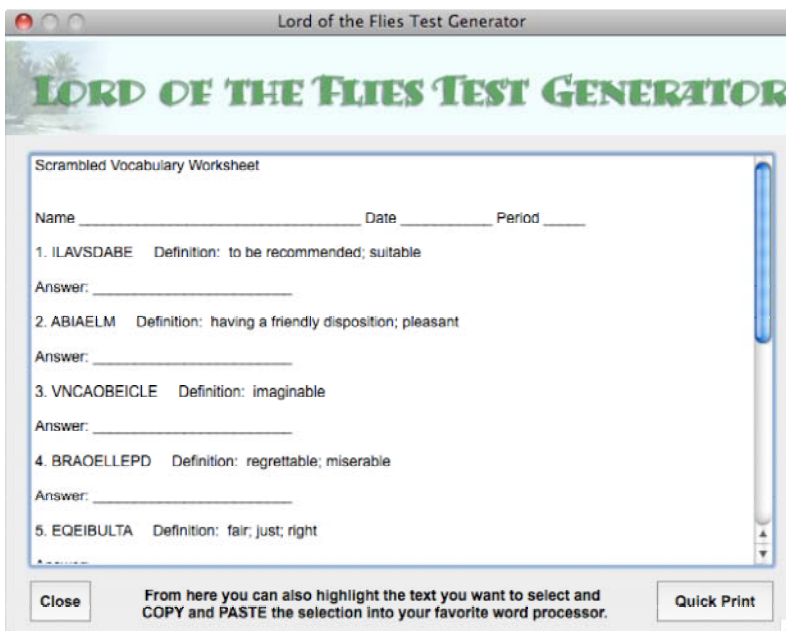 Lord of the Flies Test Generator
LORD OF THE FLIES TEST GENERATOR
Scrambled Vocabulary Worksheet
Name __________________________________ Date ___________ Period _____
1. ILAVSDABE Definition: to be recommended; suitable
Answer: ________________________
2. ABIAELM Definition: having a friendly disposition; pleasant
Answer: ________________________
3. VNCAOBEICLE Definition: imaginable
Answer: ________________________
4. BRAOELLEPD Definition: regrettable; miserable
Answer: ________________________
5. EQEIBULTA Definition: fair; just; right
Close
From here you can also highlight the text you want to select and
COPY and PASTE the selection into your favorite word processor.
Quick Print